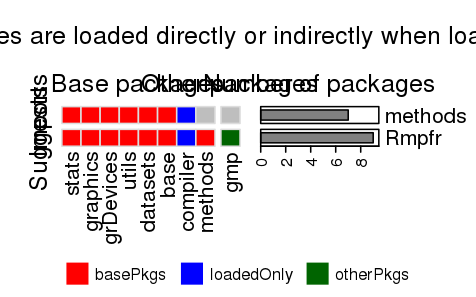 es are loaded directly or indirectly when loa
Base packages
Other packages
Number of packages
methods
Rmpfr
0
2
4
6
8
stats
graphics
grDevices
utils
datasets
base
compiler
methods
gmp
basePkgs
loadedOnly
otherPkgs